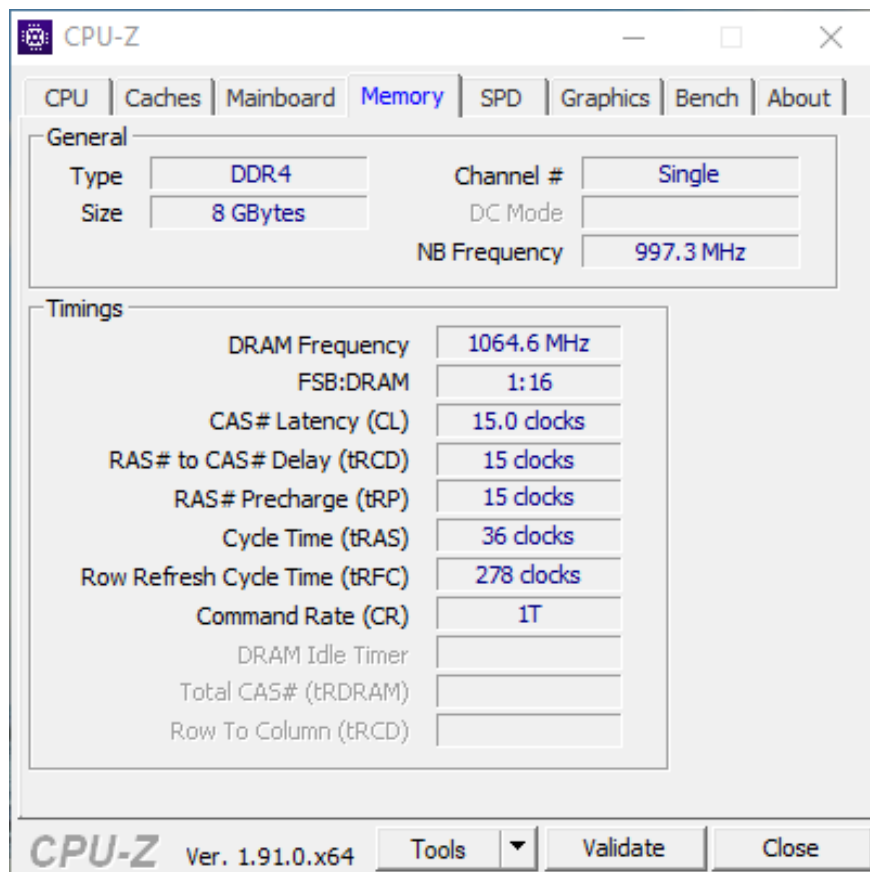 CPU-Z
CPU Caches Mainboard Memory SPD Graphics Bench About
General
Type DDR4 Channel # Single
Size 8 GBytes DC Mode
NB Frequency 997.3 MHz
Timings
DRAM Frequency 1064.6 MHz
FSB:DRAM 1:16
CAS# Latency (CL) 15.0 clocks
RAS# to CAS# Delay (tRCD) 15 clocks
RAS# Precharge (tRP) 15 clocks
Cycle Time (tRAS) 36 clocks
Row Refresh Cycle Time (tRFC) 278 clocks
Command Rate (CR) 1T
DRAM Idle Timer
Total CAS# (tRDRAM)
Row To Column (tRCD)
CPU-Z Ver. 1.91.0.x64 Tools Validate Close